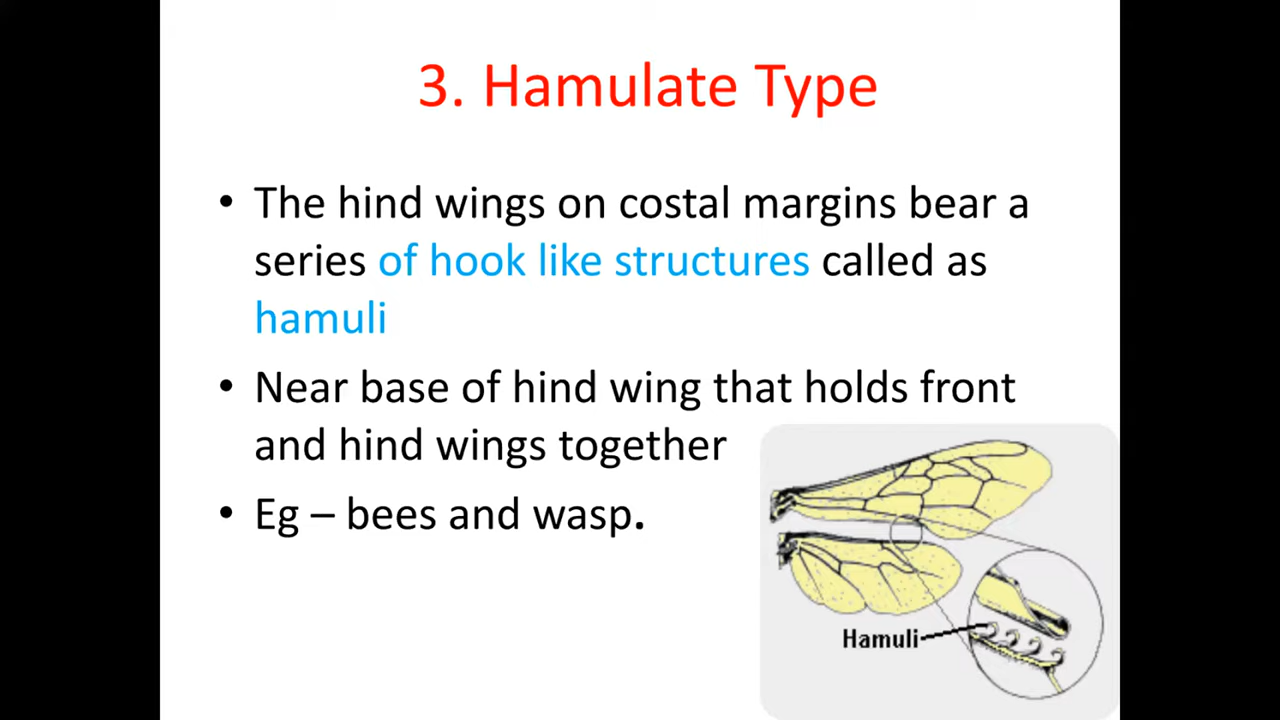 3. Hamulate Type
• The hind wings on costal margins bear a
series of hook like structures called as
hamuli
• Near base of hind wing that holds front
and hind wings together
• Eg – bees and wasp.
Hamuli